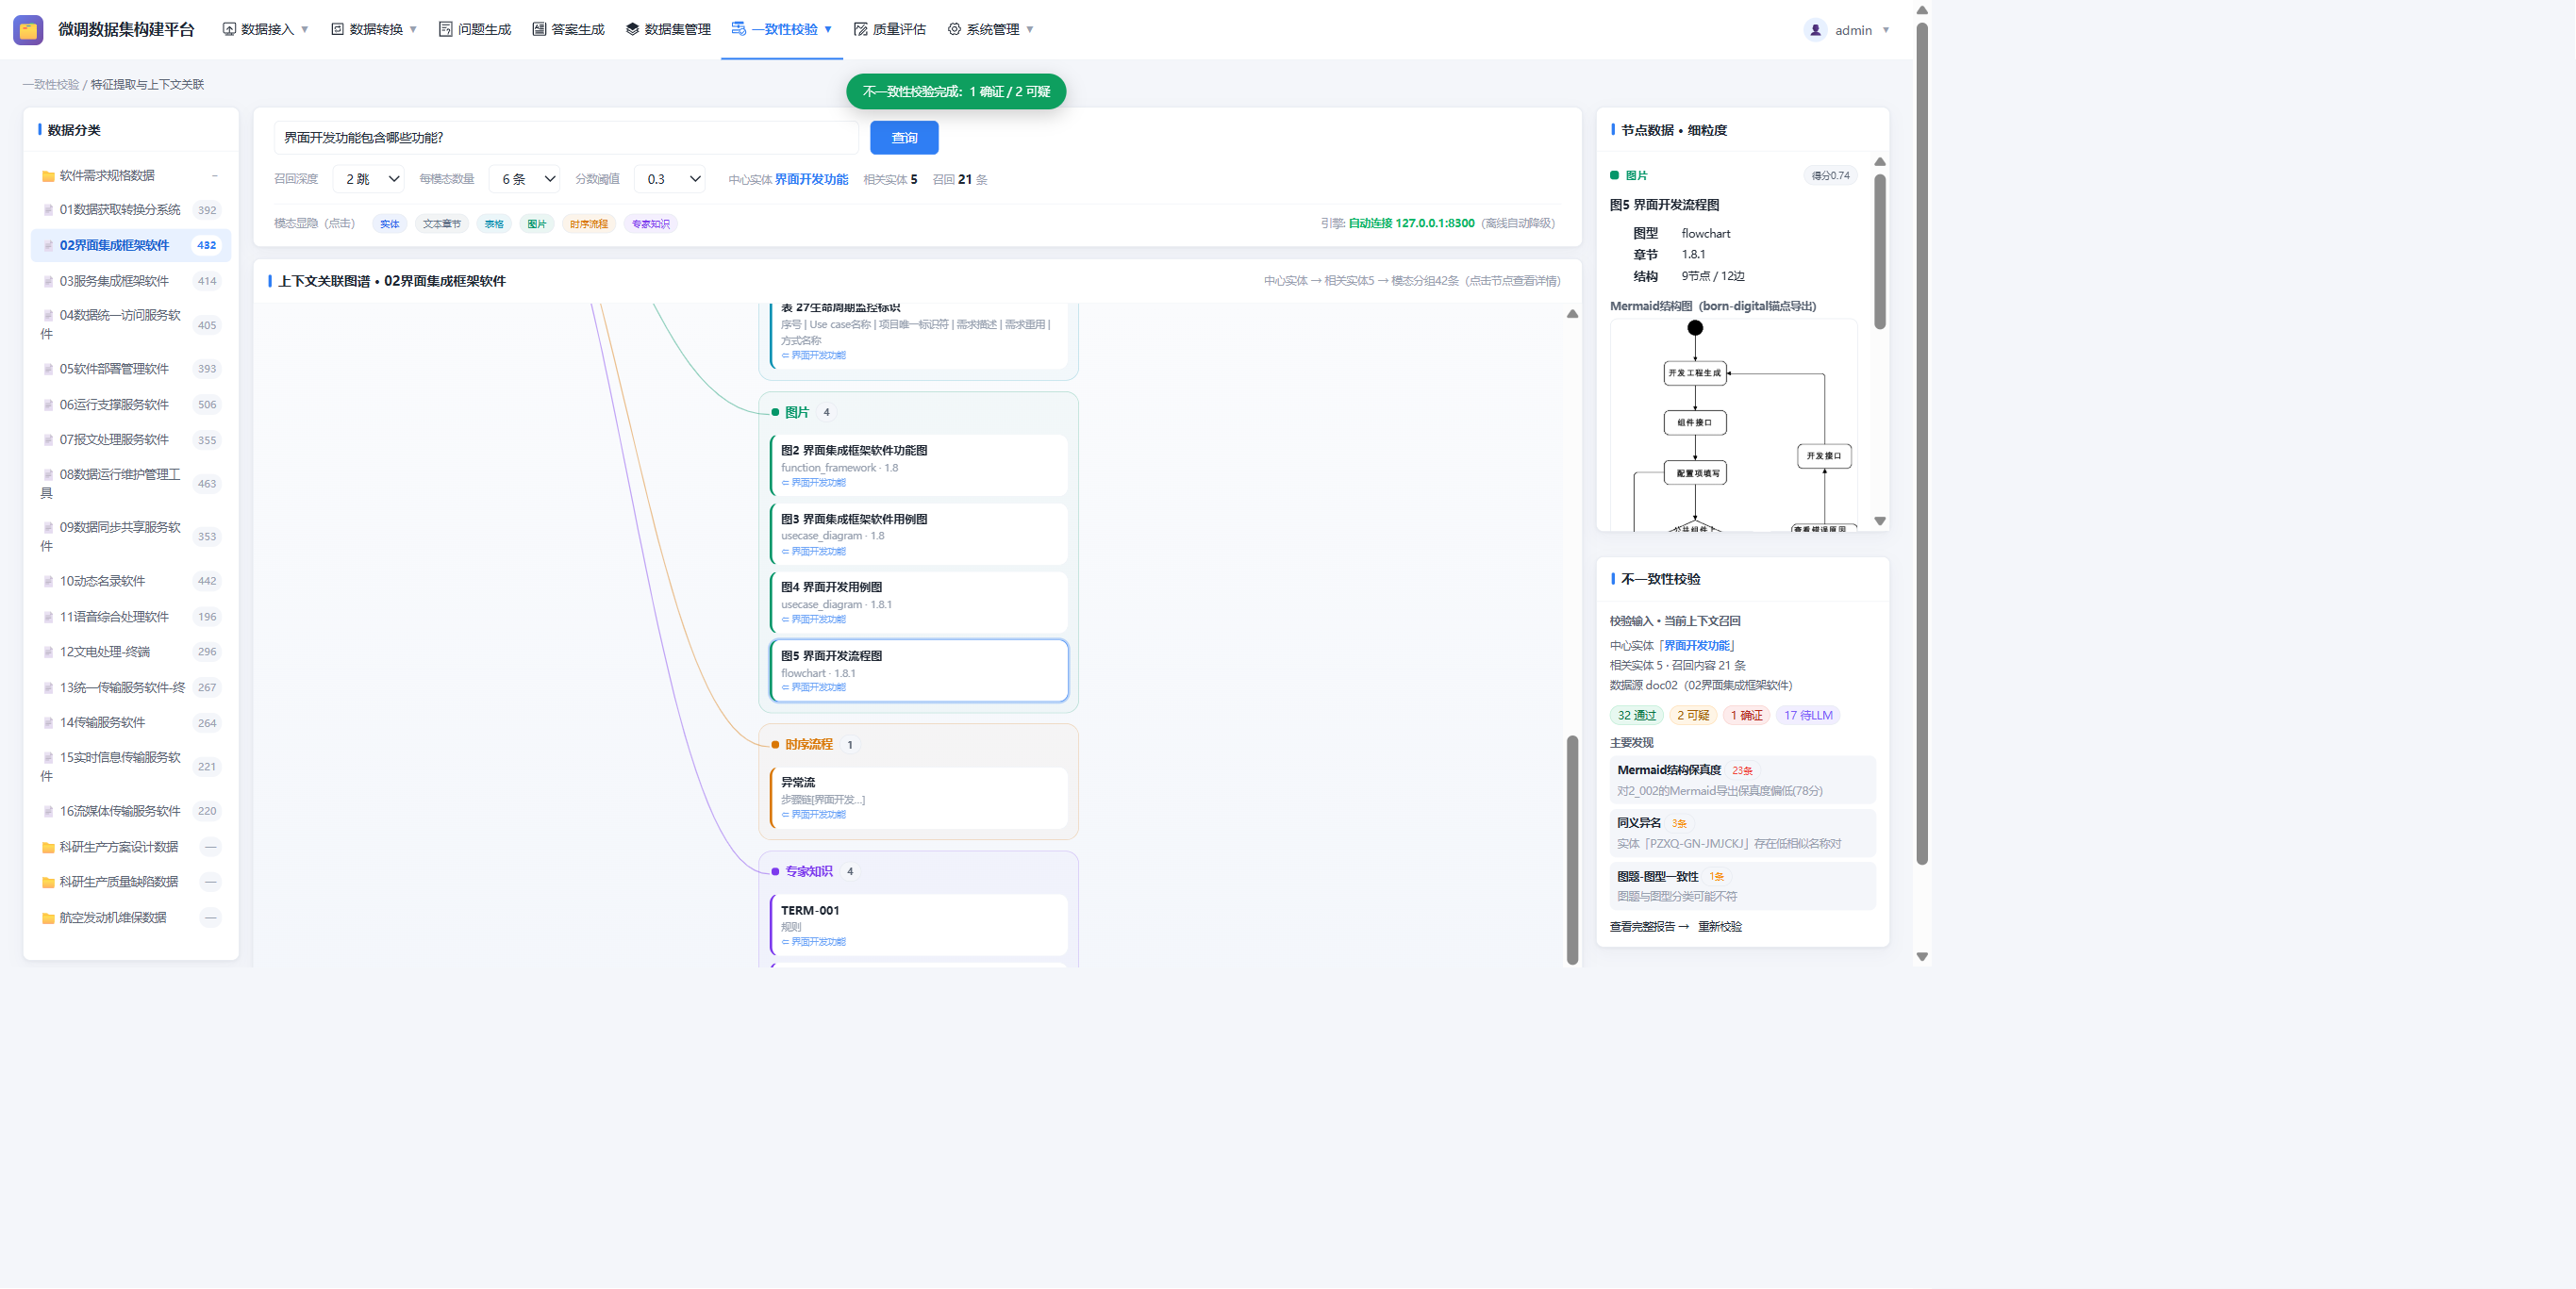 微调数据集构建平台
数据接入 ▼ 数据转换 ▼ 问题生成 答案生成 数据集管理 一致性校验 ▼ 质量评估 系统管理 ▼
admin ▼
一致性校验 / 特征提取与上下文关联
不一致性校验完成：1 确证 / 2 可疑
数据分类
软件需求规格数据 –
01数据获取转换分系统 392
02界面集成框架软件 432
03服务集成框架软件 414
04数据统一访问服务软件 405
05软件部署管理软件 393
06运行支撑服务软件 506
07报文处理服务软件 355
08数据运行维护管理工具 463
09数据同步共享服务软件 353
10动态名录软件 442
11语音综合处理软件 196
12文电处理-终端 296
13统一传输服务软件-终 267
14传输服务软件 264
15实时信息传输服务软件 221
16流媒体传输服务软件 220
科研生产方案设计数据 —
科研生产质量缺陷数据 —
航空发动机维保数据 —
界面开发功能包含哪些功能?
查询
召回深度 2 跳 每模态数量 6 条 分数阈值 0.3 中心实体 界面开发功能 相关实体 5 召回 21 条
模态显隐（点击） 实体 文本章节 表格 图片 时序流程 专家知识
引擎: 自动连接 127.0.0.1:8300（离线自动降级）
上下文关联图谱 • 02界面集成框架软件
中心实体 → 相关实体5 → 模态分组42条（点击节点查看详情）
表 27生命周期监控标识
序号 | Use case名称 | 项目唯一标识符 | 需求描述 | 需求重用 |
方式名称
⇦ 界面开发功能
图片 4
图2 界面集成框架软件功能图
function_framework · 1.8
⇦ 界面开发功能
图3 界面集成框架软件用例图
usecase_diagram · 1.8
⇦ 界面开发功能
图4 界面开发用例图
usecase_diagram · 1.8.1
⇦ 界面开发功能
图5 界面开发流程图
flowchart · 1.8.1
⇦ 界面开发功能
时序流程 1
异常流
步骤链[界面开发...]
⇦ 界面开发功能
专家知识 4
TERM-001
规则
⇦ 界面开发功能
节点数据 • 细粒度
图片 得分0.74
图5 界面开发流程图
图型 flowchart
章节 1.8.1
结构 9节点 / 12边
Mermaid结构图（born-digital锚点导出）
开发工程生成
组件接口
开发接口
配置项填写
公共组件上
查看错误原因
不一致性校验
校验输入 • 当前上下文召回
中心实体「界面开发功能」
相关实体 5 · 召回内容 21 条
数据源 doc02（02界面集成框架软件）
32 通过 2 可疑 1 确证 17 待LLM
主要发现
Mermaid结构保真度 23条
对2_002的Mermaid导出保真度偏低(78分)
同义异名 3条
实体「PZXQ-GN-JMJCKJ」存在低相似名称对
图题-图型一致性 1条
图题与图型分类可能不符
查看完整报告 → 重新校验